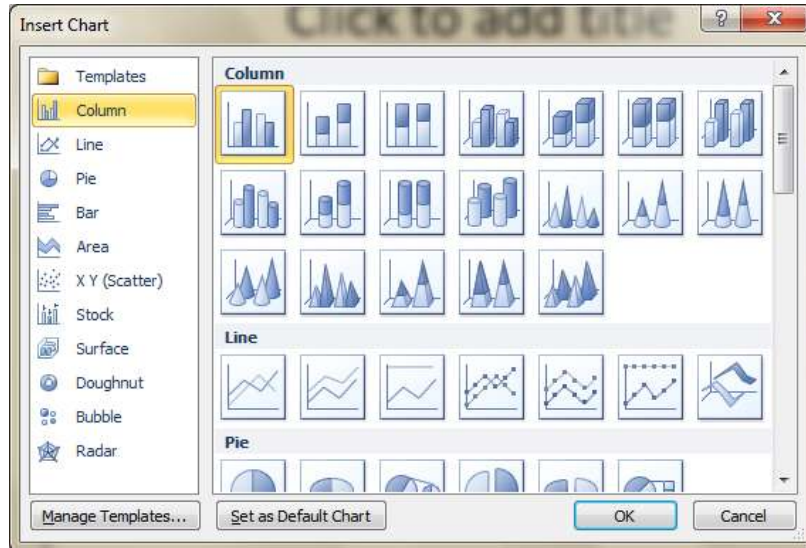 Click to add title
Insert Chart
Templates
Column
Line
Pie
Bar
Area
X Y (Scatter)
Stock
Surface
Doughnut
Bubble
Radar
Column
Line
Pie
Manage Templates...
Set as Default Chart
OK
Cancel